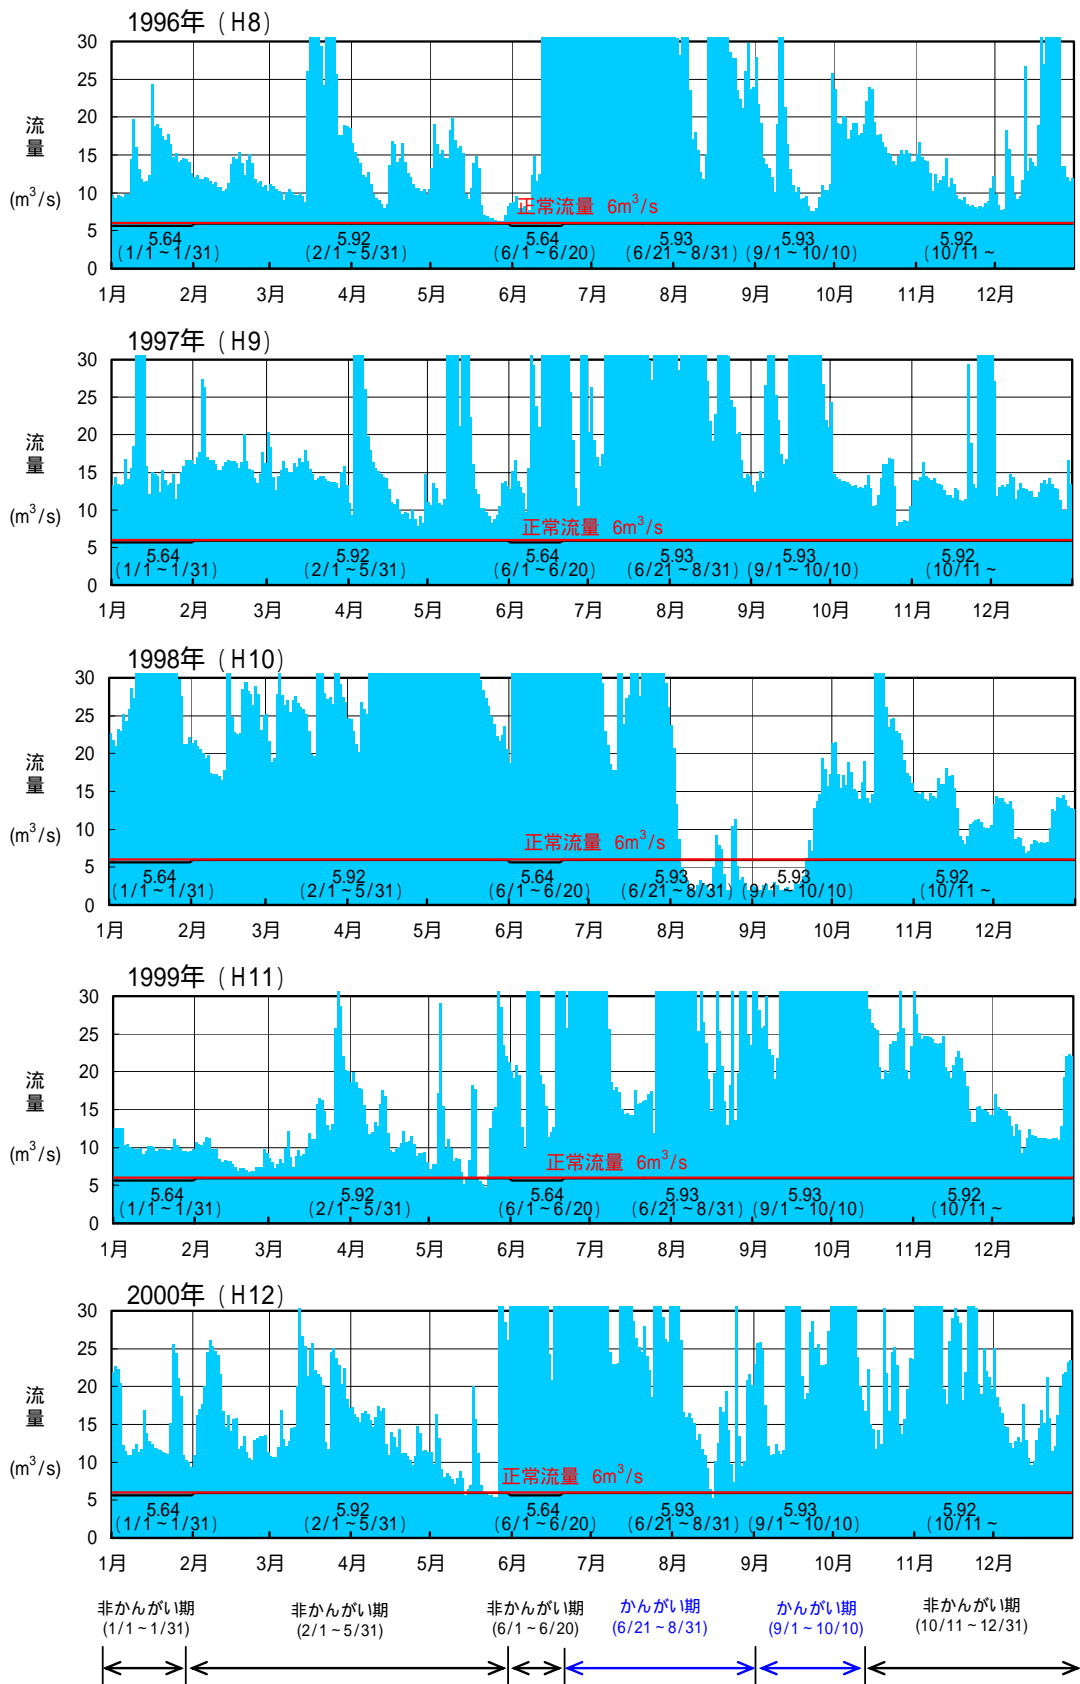 1996年 (H8)
30
25
20
15
10
5
0
流量
(m³/s)
正常流量 6m³/s
5.64 5.92 5.64 5.93 5.93 5.92
(1/1~1/31) (2/1~5/31) (6/1~6/20) (6/21~8/31) (9/1~10/10) (10/11~
1月 2月 3月 4月 5月 6月 7月 8月 9月 10月 11月 12月
1997年 (H9)
30
25
20
15
10
5
0
流量
(m³/s)
正常流量 6m³/s
5.64 5.92 5.64 5.93 5.93 5.92
(1/1~1/31) (2/1~5/31) (6/1~6/20) (6/21~8/31) (9/1~10/10) (10/11~
1月 2月 3月 4月 5月 6月 7月 8月 9月 10月 11月 12月
1998年 (H10)
30
25
20
15
10
5
0
流量
(m³/s)
正常流量 6m³/s
5.64 5.92 5.64 5.93 5.93 5.92
(1/1~1/31) (2/1~5/31) (6/1~6/20) (6/21~8/31) (9/1~10/10) (10/11~
1月 2月 3月 4月 5月 6月 7月 8月 9月 10月 11月 12月
1999年 (H11)
30
25
20
15
10
5
0
流量
(m³/s)
正常流量 6m³/s
5.64 5.92 5.64 5.93 5.93 5.92
(1/1~1/31) (2/1~5/31) (6/1~6/20) (6/21~8/31) (9/1~10/10) (10/11~
1月 2月 3月 4月 5月 6月 7月 8月 9月 10月 11月 12月
2000年 (H12)
30
25
20
15
10
5
0
流量
(m³/s)
正常流量 6m³/s
5.64 5.92 5.64 5.93 5.93 5.92
(1/1~1/31) (2/1~5/31) (6/1~6/20) (6/21~8/31) (9/1~10/10) (10/11~
1月 2月 3月 4月 5月 6月 7月 8月 9月 10月 11月 12月
非かんがい期 非かんがい期 非かんがい期 かんがい期 かんがい期 非かんがい期
(1/1~1/31) (2/1~5/31) (6/1~6/20) (6/21~8/31) (9/1~10/10) (10/11~12/31)